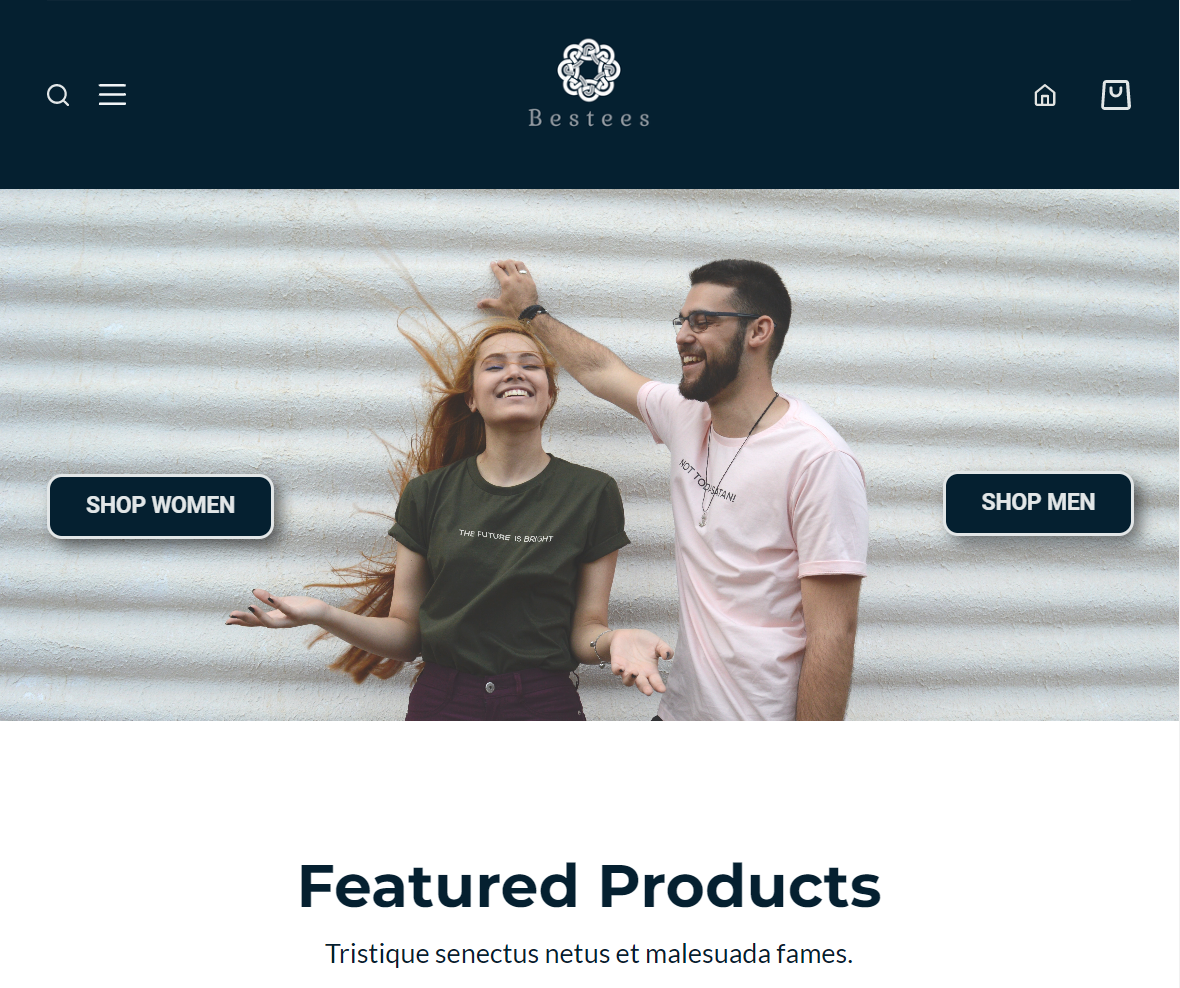 Bestees
NOT TODAY SATAN!
SHOP WOMEN
SHOP MEN
THE FUTURE IS BRIGHT
Featured Products
Tristique senectus netus et malesuada fames.